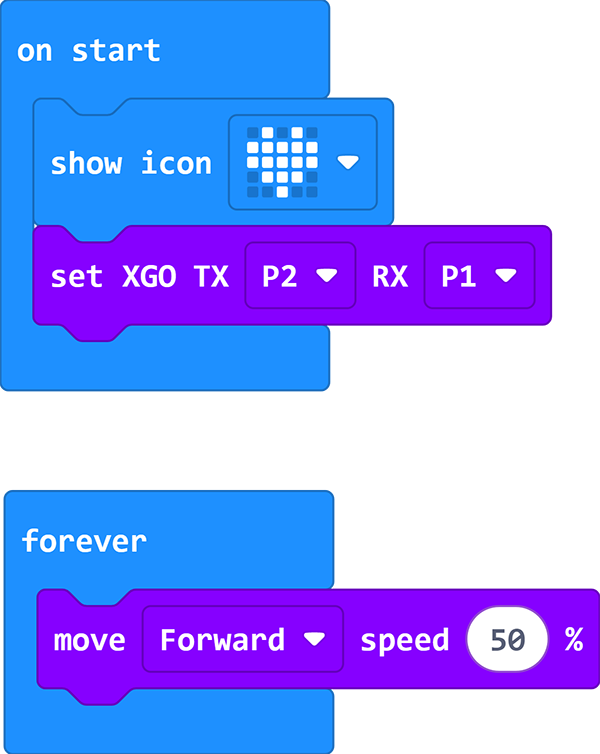 on start
show icon
set XGO TX P2 RX P1
forever
move Forward speed 50 %